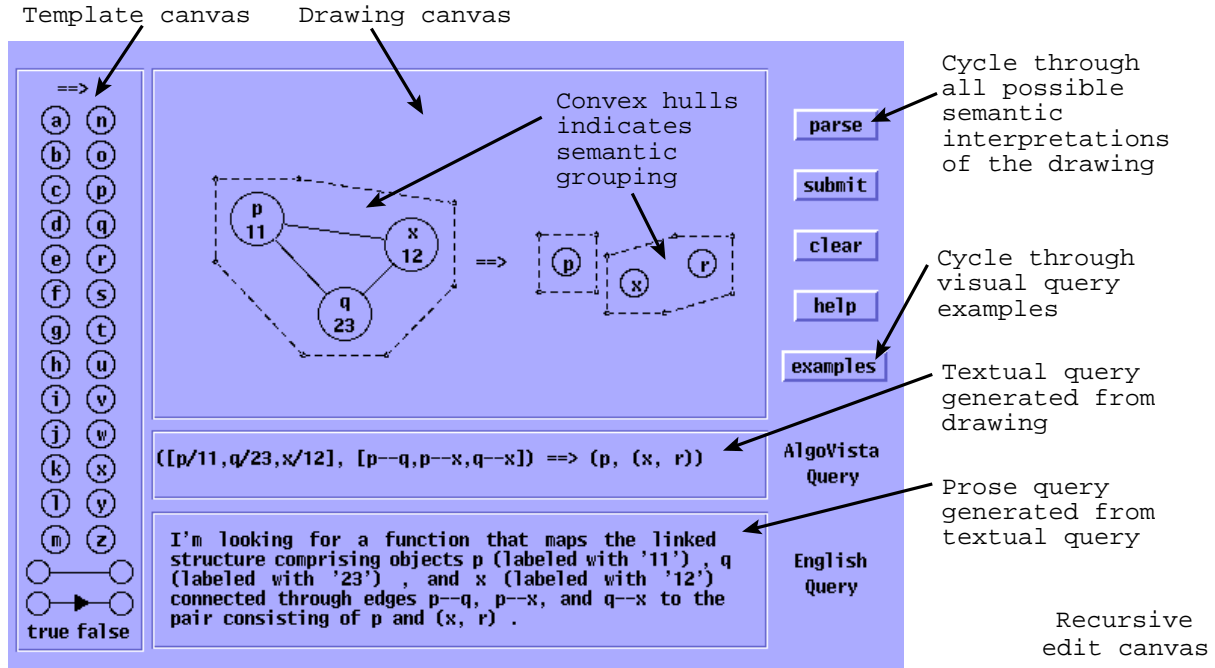 Template canvas
Drawing canvas
==>
a n
b o
c p
d q
e r
f s
g t
h u
i v
j w
k x
l y
m z
true false
Convex hulls
indicates
semantic
grouping
p
11
x
12
q
23
==>
p
x
r
parse
submit
clear
help
examples
Cycle through
all possible
semantic
interpretations
of the drawing
Cycle through
visual query
examples
Textual query
generated from
drawing
([p/11,q/23,x/12], [p--q,p--x,q--x]) ==> (p, (x, r))
AlgoVista
Query
Prose query
generated from
textual query
I'm looking for a function that maps the linked
structure comprising objects p (labeled with '11') , q
(labeled with '23') , and x (labeled with '12')
connected through edges p--q, p--x, and q--x to the
pair consisting of p and (x, r) .
English
Query
Recursive
edit canvas